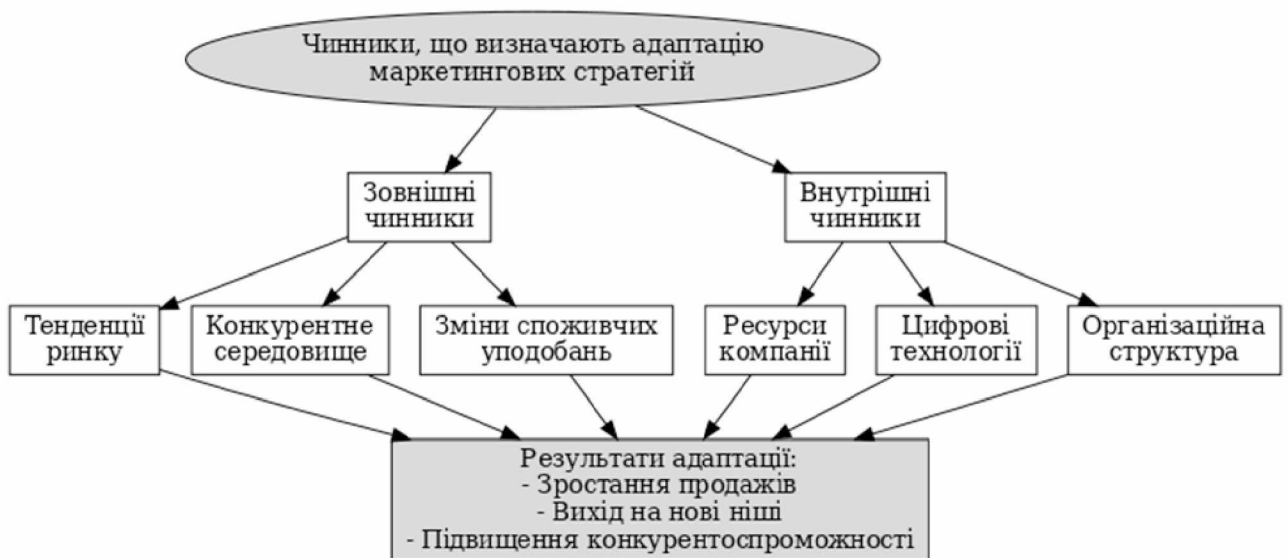 Чинники, що визначають адаптацію
маркетингових стратегій
Зовнішні
чинники
Внутрішні
чинники
Тенденції
ринку
Конкурентне
середовище
Зміни споживчих
уподобань
Ресурси
компанії
Цифрові
технології
Організаційна
структура
Результати адаптації:
- Зростання продажів
- Вихід на нові ніші
- Підвищення конкурентоспроможності